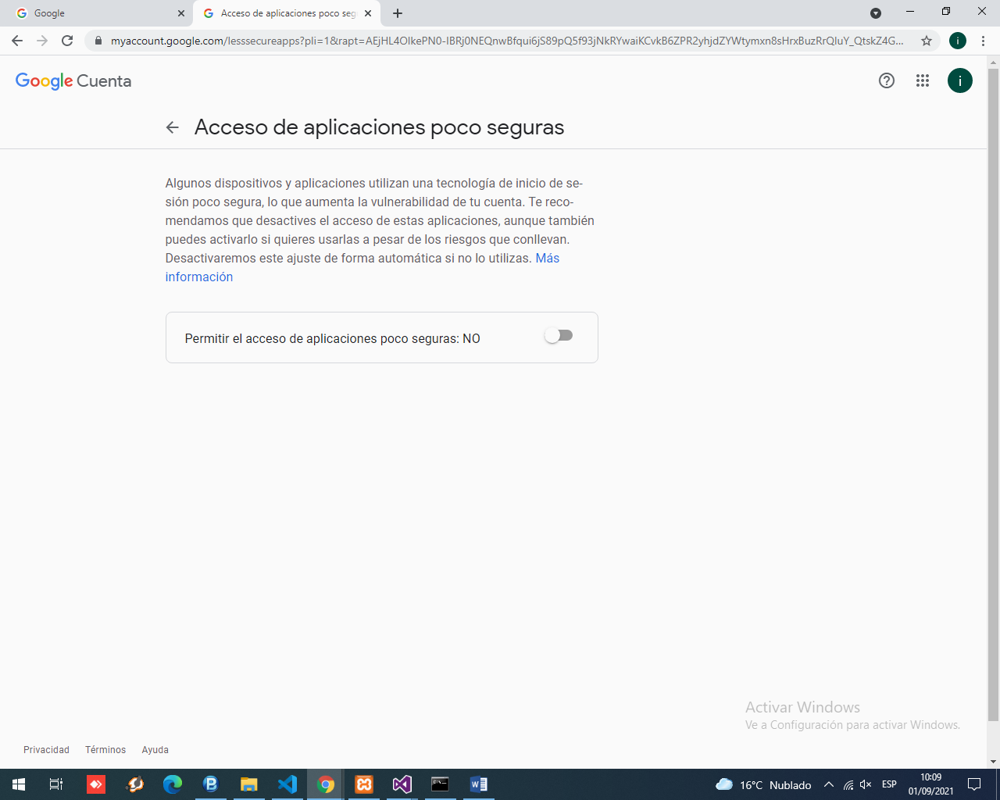 Google
Acceso de aplicaciones poco seg
myaccount.google.com/lesssecureapps?pli=1&rapt=AEjHL4OlkePN0-IBRj0NEQnwBfqui6jS89pQ5f93jNkRYwaiKCvkB6ZPR2yhjdZYWtymxn8sHrxBuzRrQluY_QtskZ4G...
i
Google Cuenta
i
Acceso de aplicaciones poco seguras
Algunos dispositivos y aplicaciones utilizan una tecnología de inicio de se-
sión poco segura, lo que aumenta la vulnerabilidad de tu cuenta. Te reco-
mendamos que desactives el acceso de estas aplicaciones, aunque también
puedes activarlo si quieres usarlas a pesar de los riesgos que conllevan.
Desactivaremos este ajuste de forma automática si no lo utilizas. Más
información
Permitir el acceso de aplicaciones poco seguras: NO
Activar Windows
Ve a Configuración para activar Windows.
Privacidad Términos Ayuda
16°C Nublado
ESP
10:09
01/09/2021